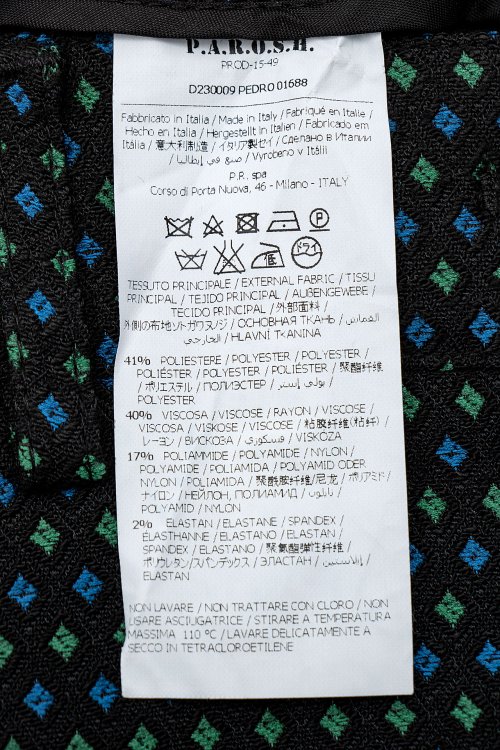 P.A.R.O.S.H.
PROD-15-49
D230009 PEDRO 01688
Fabbricato in Italia / Made in Italy / Fabriqué en Italie /
Hecho en Italia / Hergestellt in Italien / Fabricado em
Itália / 意大利制造 / イタリア製セイ / Сделано в Италии
صنع في إيطاليا / Vyrobeno v Itálii
P.R. spa
Corso di Porta Nuova, 46 - Milano - ITALY
P
ドライ
TESSUTO PRINCIPALE / EXTERNAL FABRIC / TISSU
PRINCIPAL / TEJIDO PRINCIPAL / AUßENGEWEBE /
TECIDO PRINCIPAL / 外部面料 /
外側の布地ソトガワヌノジ / ОСНОВНАЯ ТКАНЬ / القماش
الخارجي / HLAVNÍ TKANINA
41% POLIESTERE / POLYESTER / POLYESTER /
POLIÉSTER / POLYESTER / POLIÉSTER / 聚酯纤维
/ ポリエステル / ПОЛИЭСТЕР / بولي إستر /
POLYESTER
40% VISCOSA / VISCOSE / RAYON / VISCOSE /
VISCOSA / VISKOSE / VISCOSE / 粘胶纤维(粘纤) /
レーヨン / ВИСКОЗА / فسكوزي / VISKÓZA
17% POLIAMMIDE / POLYAMIDE / NYLON /
POLYAMIDE / POLIAMIDA / POLYAMID ODER
NYLON / POLIAMIDA / 聚酰胺纤维/尼龙 / ポリアミド/
ナイロン / НЕЙЛОН, ПОЛИАМИД / نايلون /
POLYAMID / NYLON
2% ELASTAN / ELASTANE / SPANDEX /
ÉLASTHANNE / ELASTANO / ELASTAN /
SPANDEX / ELASTANO / 聚氨酯弹性纤维 /
ポリウレタン/スパンデックス / ЭЛАСТАН / إلاستين /
ELASTAN
NON LAVARE / NON TRATTARE CON CLORO / NON
USARE ASCIUGATRICE / STIRARE A TEMPERATURA
MASSIMA 110 °C / LAVARE DELICATAMENTE A
SECCO IN TETRACLOROETILENE